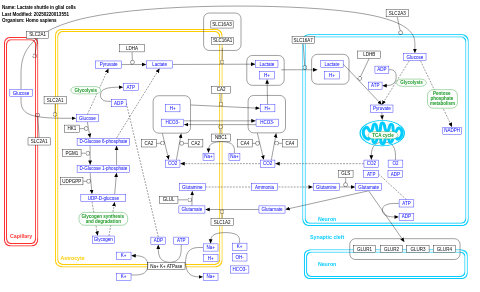 Name: Lactate shuttle in glial cells
Last Modified: 20250220013551
Organism: Homo sapiens
SLC2A3
SLC2A1
SLC16A3
SLC16A1
SLC16A7
LDHA
LDHB
Pyruvate
Lactate
Lactate
H+
Lactate
H+
Glucose
ADP
ATP
Glycolysis
Pentose
phosphate
metabolism
Glucose
Glycolysis
ATP
ADP
CA2
SLC2A1
H+
HCO3-
H+
HCO3-
Pyruvate
NADPH
TCA cycle
Glucose
HK1
D-Glucose 6-phosphate
PGM1
D-Glucose 1-phosphate
UDPGPP
UDP-D-glucose
SLC2A1
CA2
CA2
NBC1
CA4
CA4
CO2
Na+
Na+
CO2
CO2
O2
ATP
ADP
GLS
Glutamine
Ammonia
Glutamine
Glutamate
GLUL
Glutamate
Glutamate
ATP
ADP
Glycogen synthesis
and degradation
Glycogen
SLC1A2
Neuron
Capillary
Astrocyte
ADP
ATP
Na+
H+
K+
OH-
HCO3-
K+
K+
Na+ K+ ATPase
Na+
Synaptic cleft
GLUR1
GLUR2
GLUR3
GLUR4
Neuron